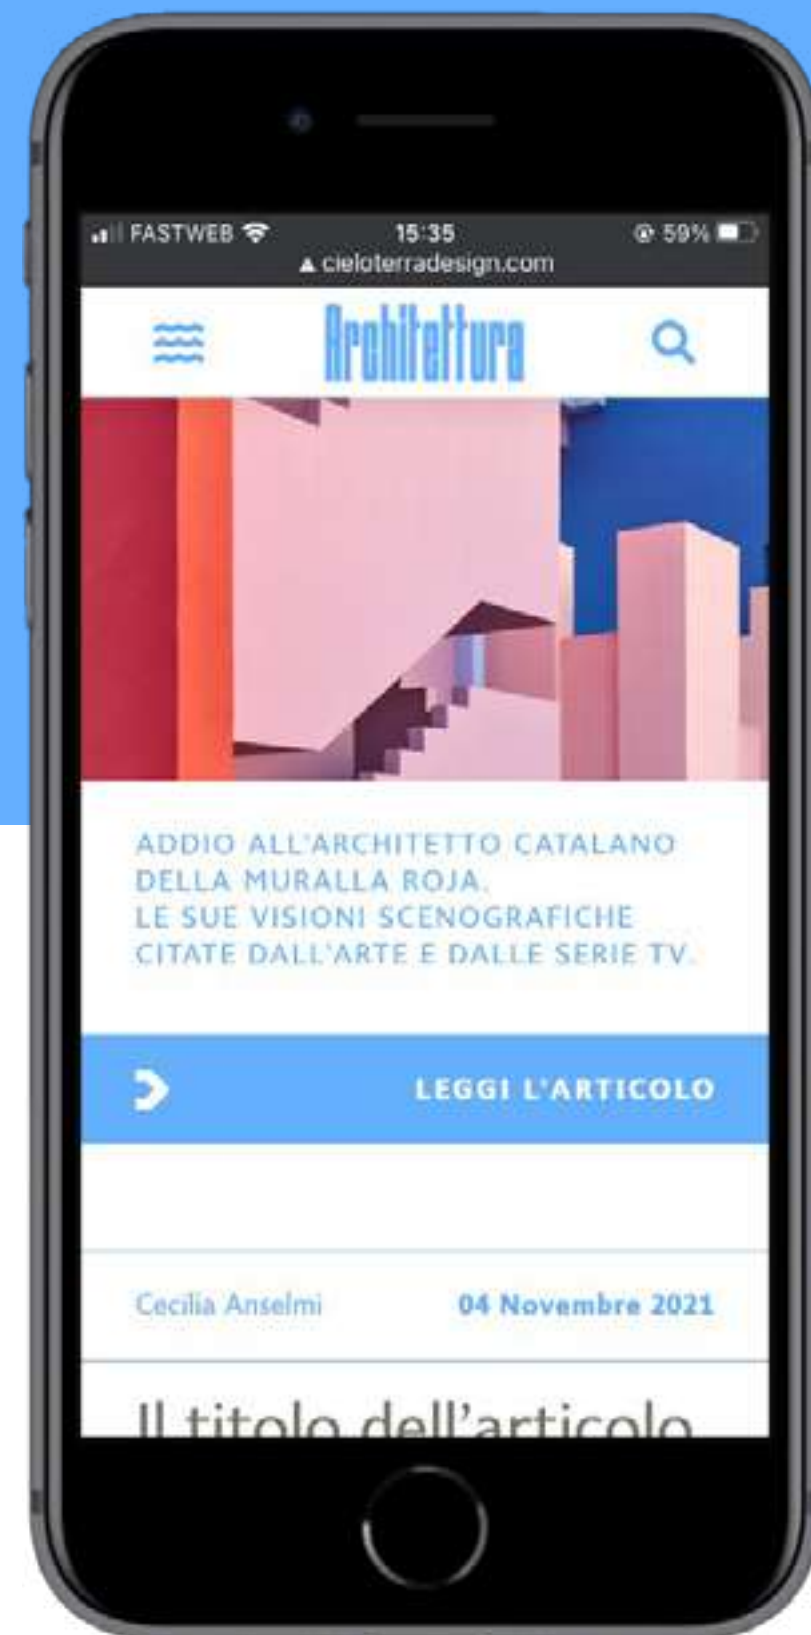 FASTWEB 15:35 59%
cieloterradesign.com
Architettura
ADDIO ALL'ARCHITETTO CATALANO
DELLA MURALLA ROJA.
LE SUE VISIONI SCENOGRAFICHE
CITATE DALL'ARTE E DALLE SERIE TV.
LEGGI L'ARTICOLO
Cecilia Anselmi 04 Novembre 2021
Il titolo dell’articolo